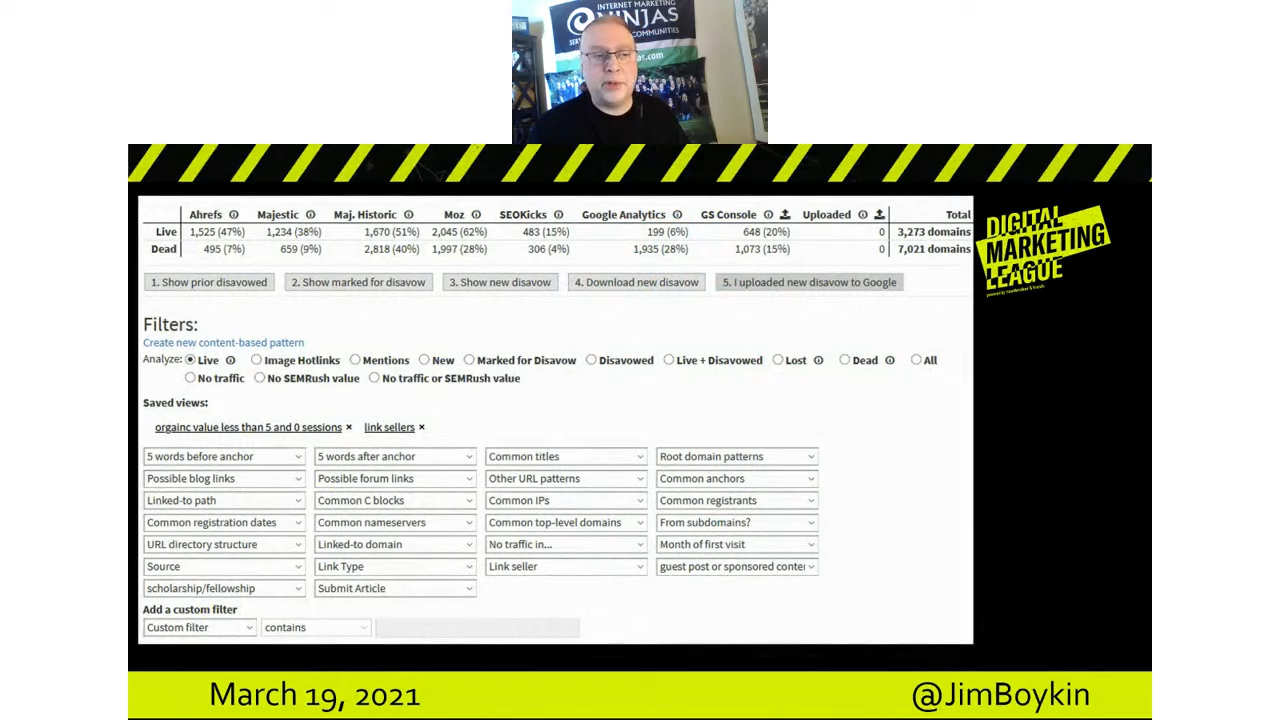 INTERNET MARKETING
NINJAS
COMMUNITIES
Ahrefs Majestic Maj. Historic Moz SEOKicks Google Analytics GS Console Uploaded Total
Live 1,525 (47%) 1,234 (38%) 1,670 (51%) 2,045 (62%) 483 (15%) 199 (6%) 648 (20%) 0 3,273 domains
Dead 495 (7%) 659 (9%) 2,818 (40%) 1,997 (28%) 306 (4%) 1,935 (28%) 1,073 (15%) 0 7,021 domains
1. Show prior disavowed 2. Show marked for disavow 3. Show new disavow 4. Download new disavow 5. I uploaded new disavow to Google
Filters:
Create new content-based pattern
Analyze: Live Image Hotlinks Mentions New Marked for Disavow Disavowed Live + Disavowed Lost Dead All
No traffic No SEMRush value No traffic or SEMRush value
Saved views:
orgainc value less than 5 and 0 sessions × link sellers ×
5 words before anchor 5 words after anchor Common titles Root domain patterns
Possible blog links Possible forum links Other URL patterns Common anchors
Linked-to path Common C blocks Common IPs Common registrants
Common registration dates Common nameservers Common top-level domains From subdomains?
URL directory structure Linked-to domain No traffic in... Month of first visit
Source Link Type Link seller guest post or sponsored conter
scholarship/fellowship Submit Article
Add a custom filter
Custom filter contains
DIGITAL
MARKETING
LEAGUE
March 19, 2021 @JimBoykin